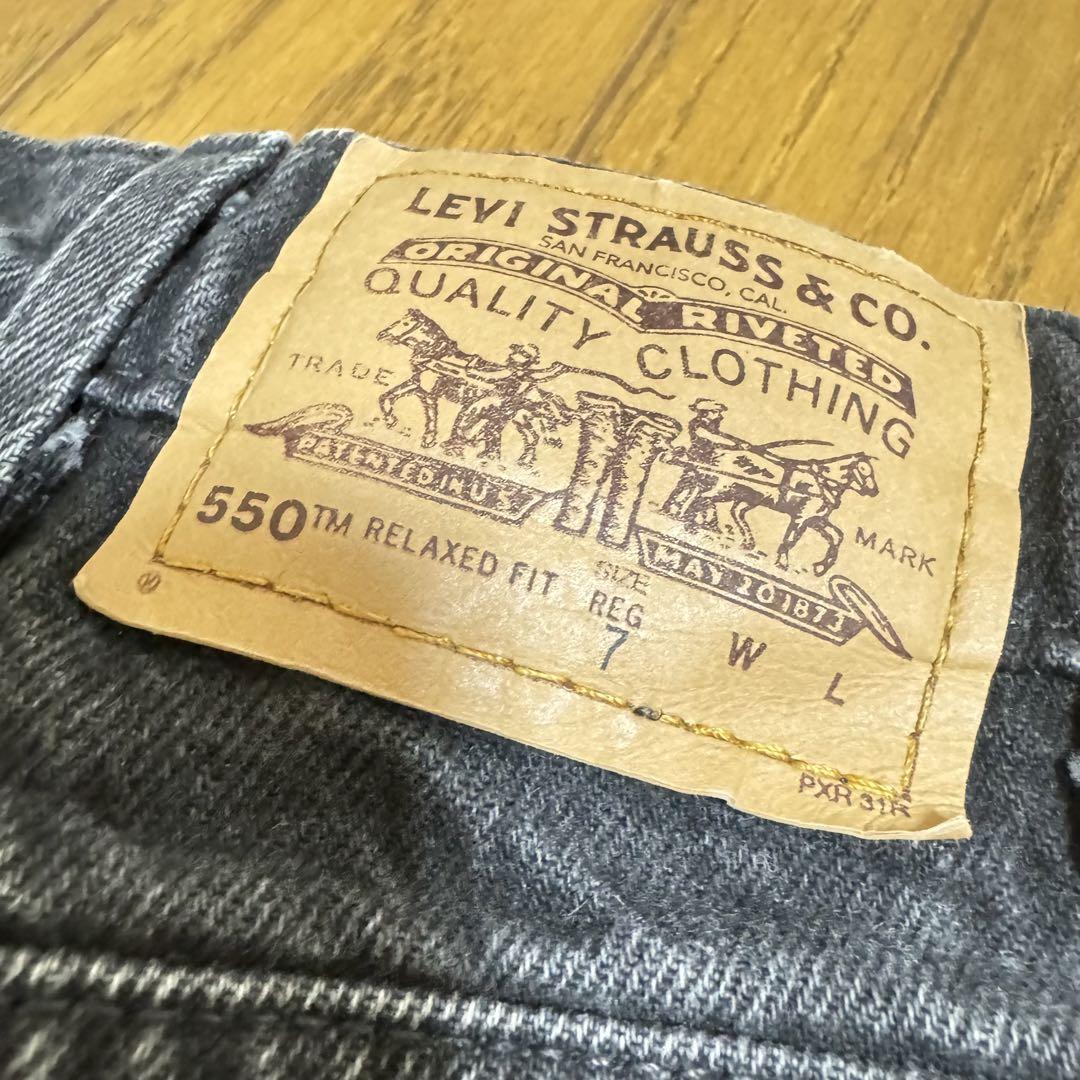 LEVI STRAUSS & CO.
SAN FRANCISCO, CAL.
ORIGINAL RIVETED
QUALITY CLOTHING
TRADE MARK
PATENTED IN U.S. MAY 20 1873
550™ RELAXED FIT
SIZE
REG W L
7
PXR 31R